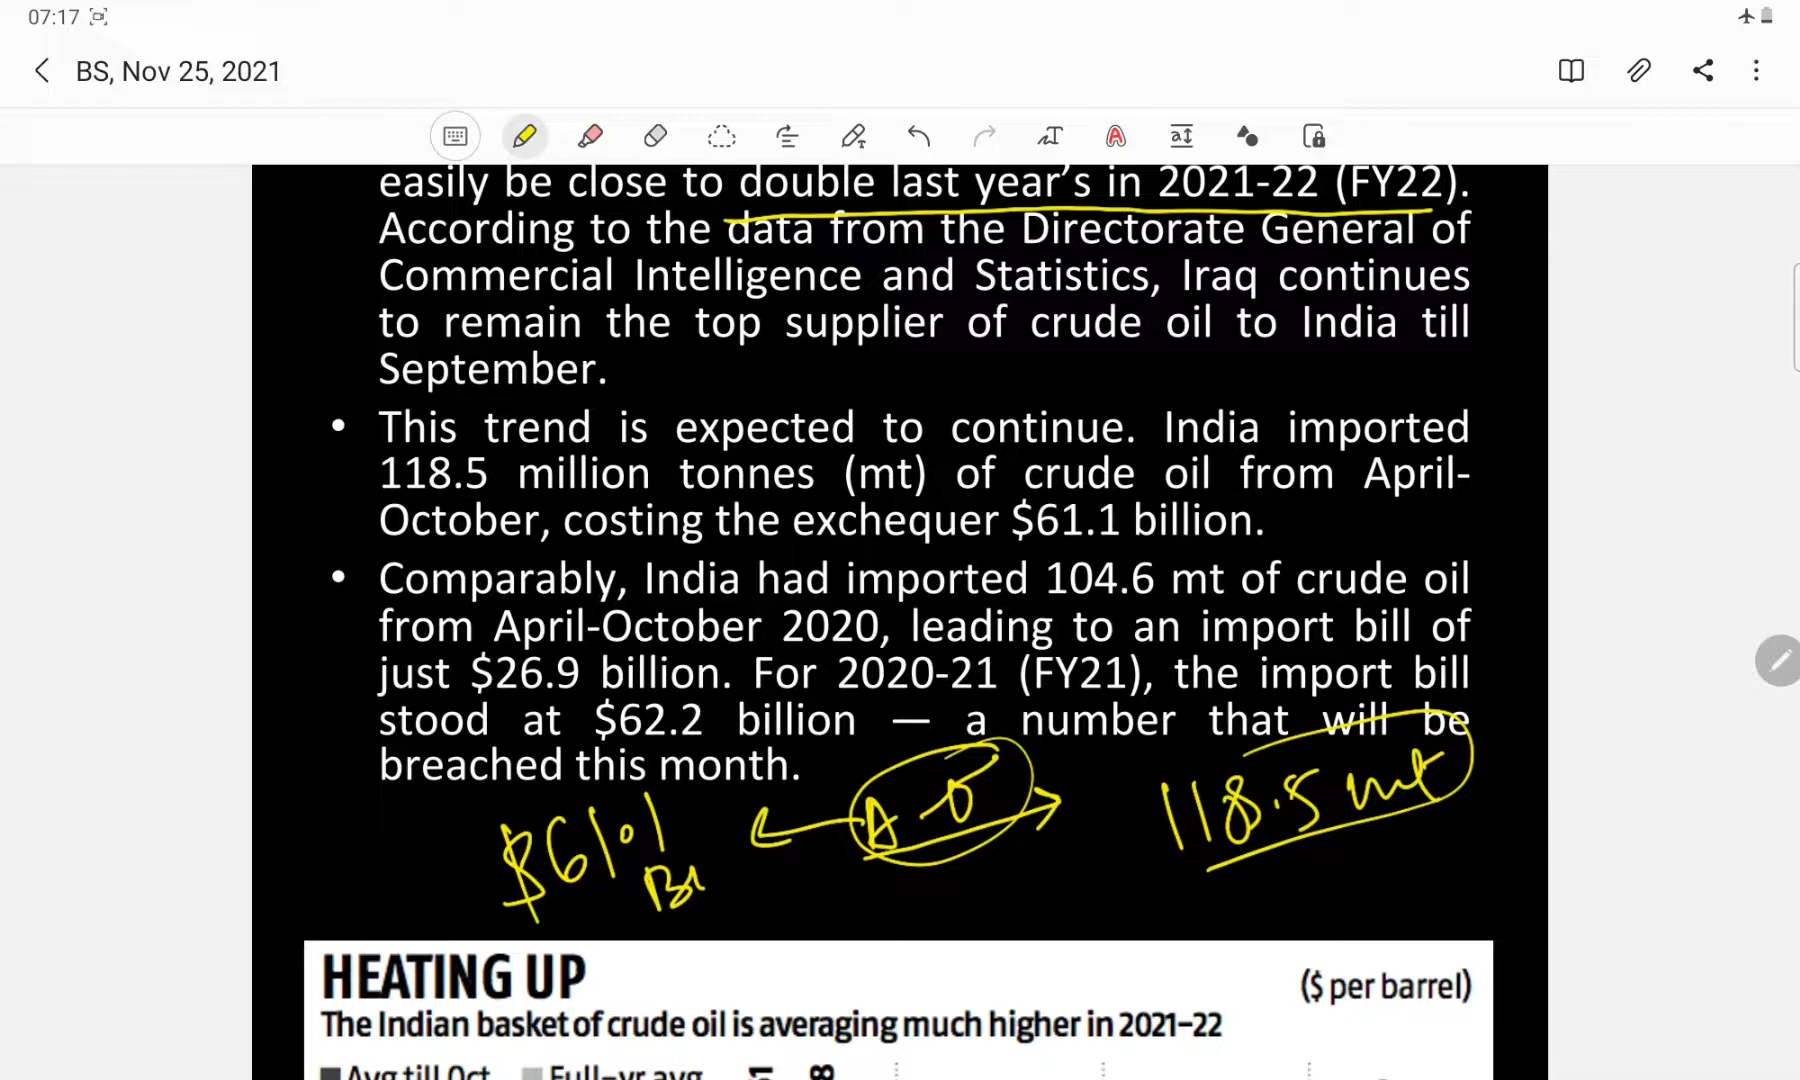 07:17
BS, Nov 25, 2021
easily be close to double last year's in 2021-22 (FY22).
According to the data from the Directorate General of
Commercial Intelligence and Statistics, Iraq continues
to remain the top supplier of crude oil to India till
September.
• This trend is expected to continue. India imported
118.5 million tonnes (mt) of crude oil from April-
October, costing the exchequer $61.1 billion.
• Comparably, India had imported 104.6 mt of crude oil
from April-October 2020, leading to an import bill of
just $26.9 billion. For 2020-21 (FY21), the import bill
stood at $62.2 billion — a number that will be
breached this month.
A-O
118.5 mt
$61.1
HEATING UP
($ per barrel)
The Indian basket of crude oil is averaging much higher in 2021-22
Avg till Oct Full-yr avg